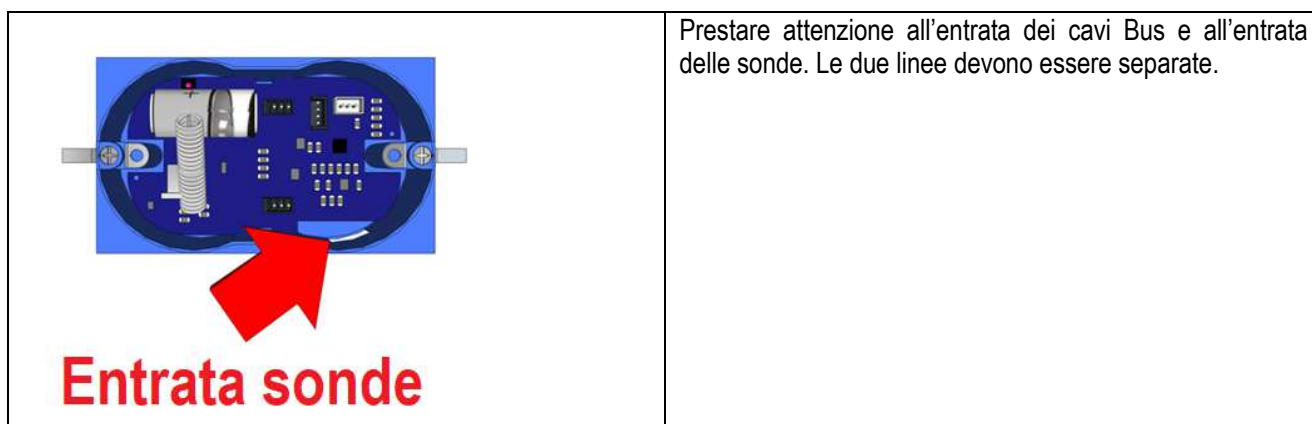 Prestare attenzione all'entrata dei cavi Bus e all'entrata
delle sonde. Le due linee devono essere separate.
Entrata sonde